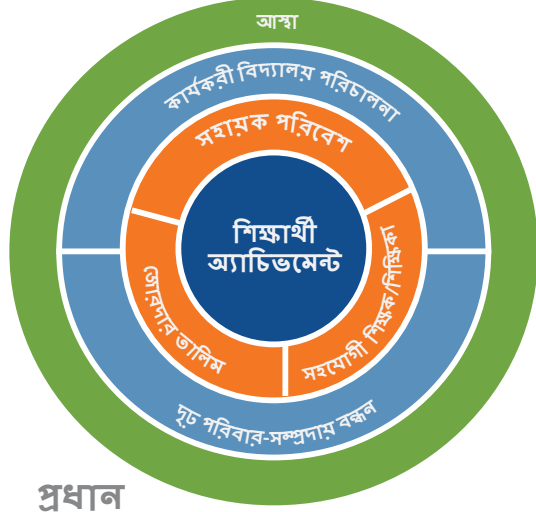 আস্থা
কার্যকরী বিদ্যালয় পরিচালনা
সহায়ক পরিবেশ
শিক্ষার্থী
অ্যাচিভমেন্ট
জোরদার তালিম
সহযোগী শিক্ষক/শিক্ষিকা
দৃঢ় পরিবার-সম্প্রদায় বন্ধন
প্রধান